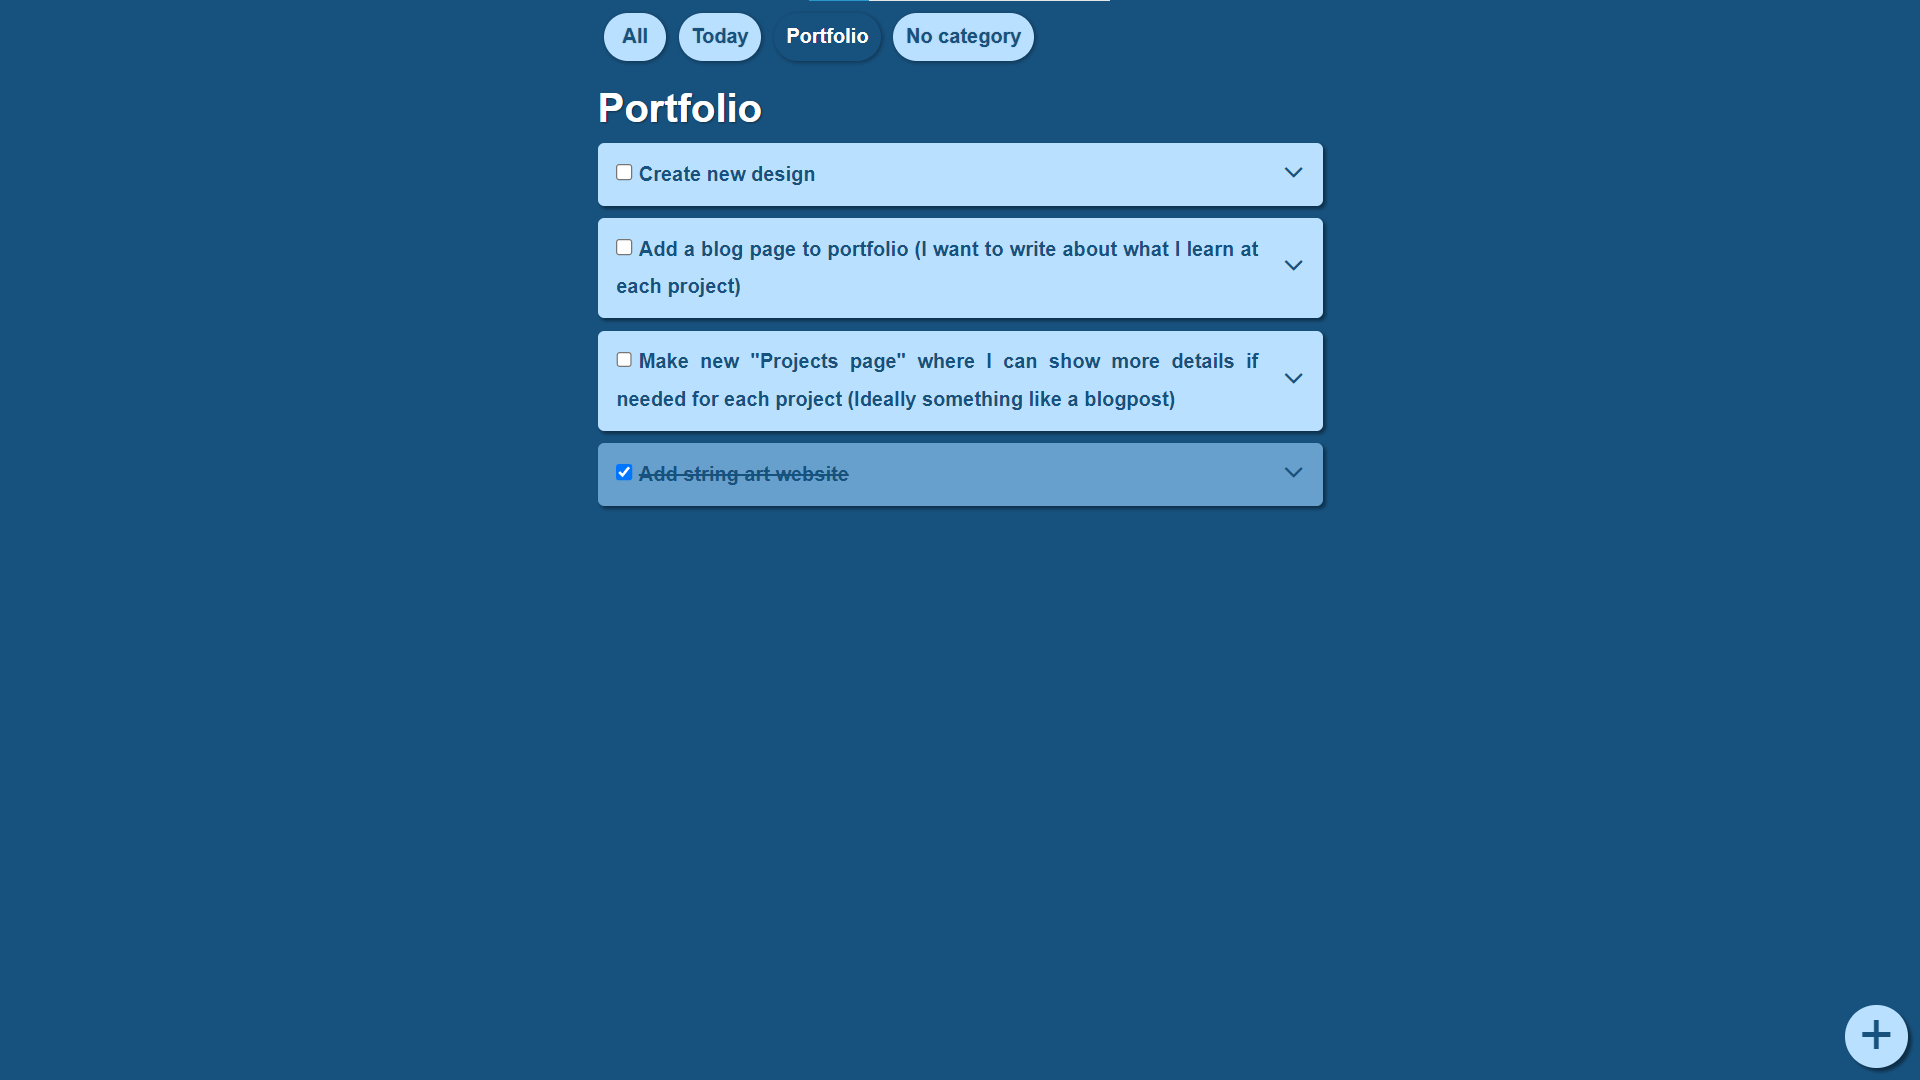 All Today Portfolio No category
Portfolio
Create new design
Add a blog page to portfolio (I want to write about what I learn at
each project)
Make new "Projects page" where I can show more details if
needed for each project (Ideally something like a blogpost)
Add string art website